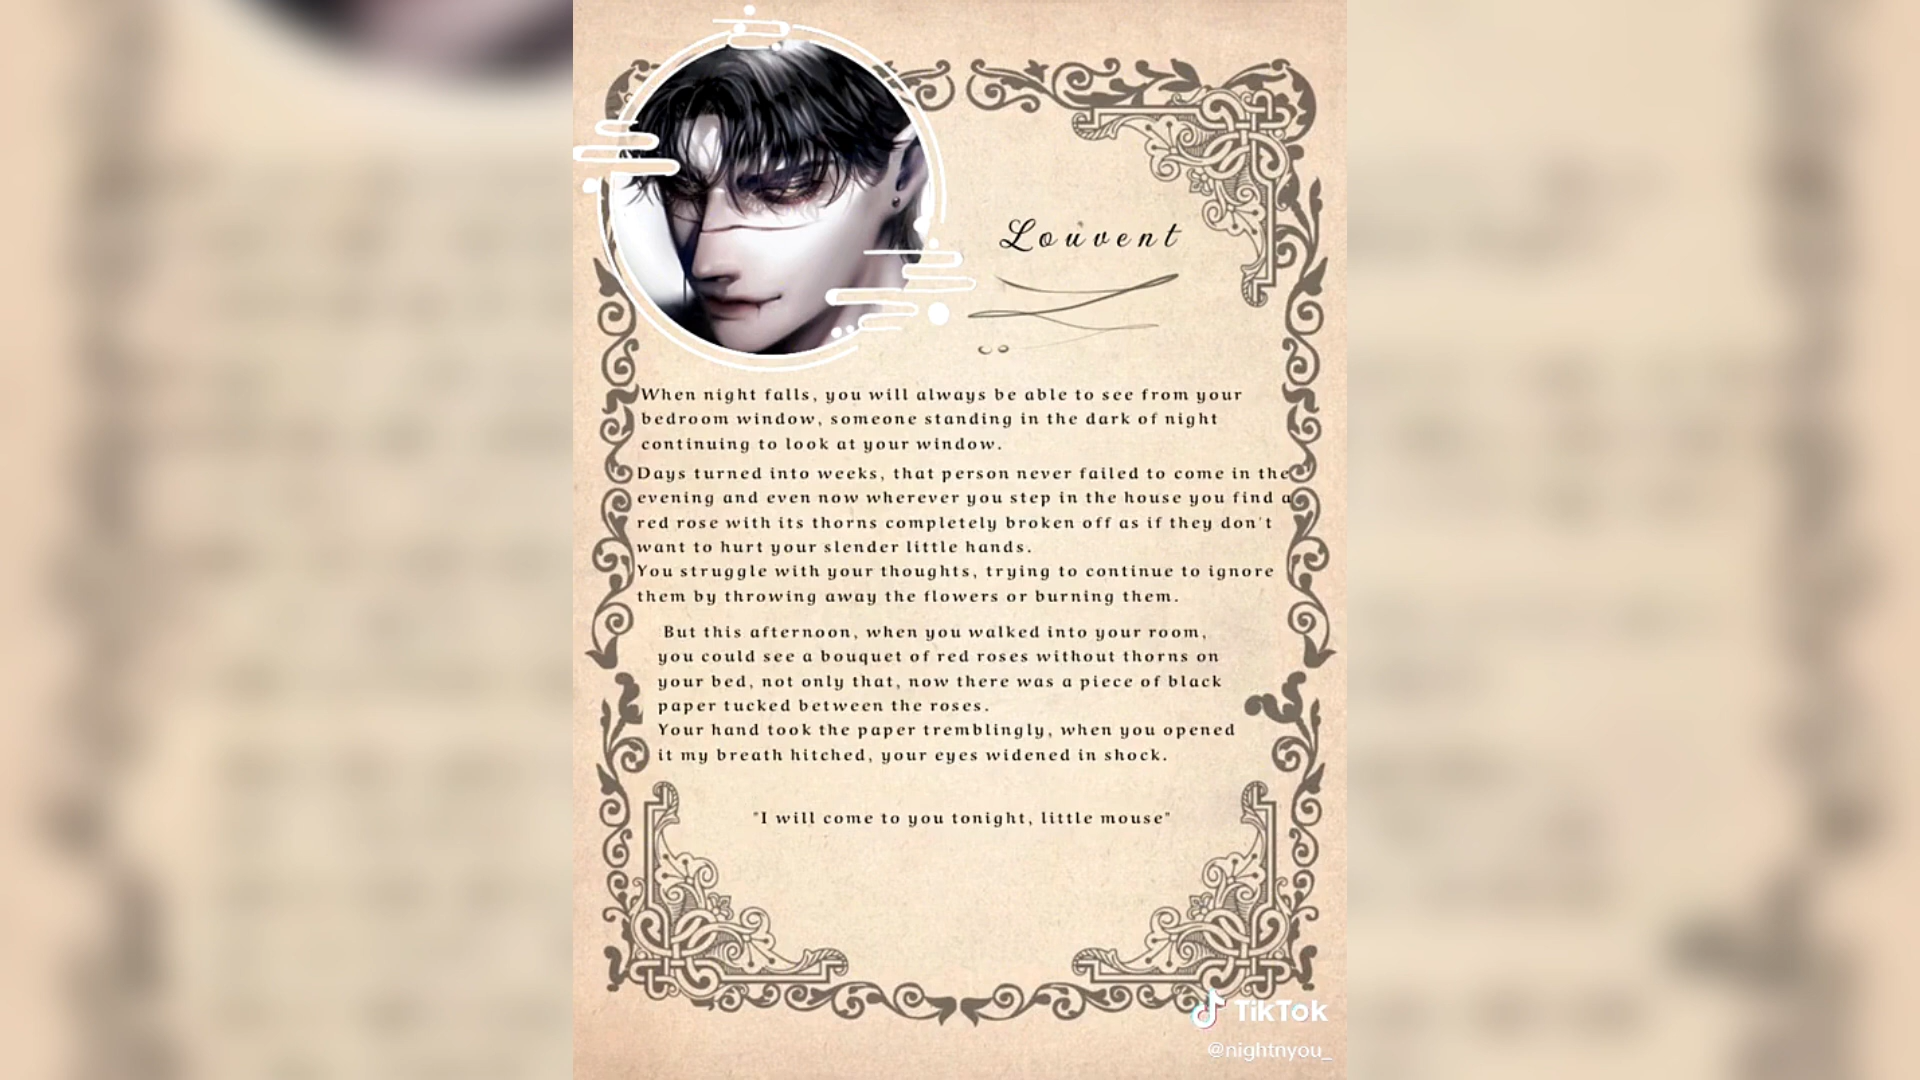 Louvent
When night falls, you will always be able to see from your
bedroom window, someone standing in the dark of night
continuing to look at your window.
Days turned into weeks, that person never failed to come in the
evening and even now wherever you step in the house you find a
red rose with its thorns completely broken off as if they don't
want to hurt your slender little hands.
You struggle with your thoughts, trying to continue to ignore
them by throwing away the flowers or burning them.
But this afternoon, when you walked into your room,
you could see a bouquet of red roses without thorns on
your bed, not only that, now there was a piece of black
paper tucked between the roses.
Your hand took the paper tremblingly, when you opened
it my breath hitched, your eyes widened in shock.
"I will come to you tonight, little mouse"
TikTok
@nightnyou_